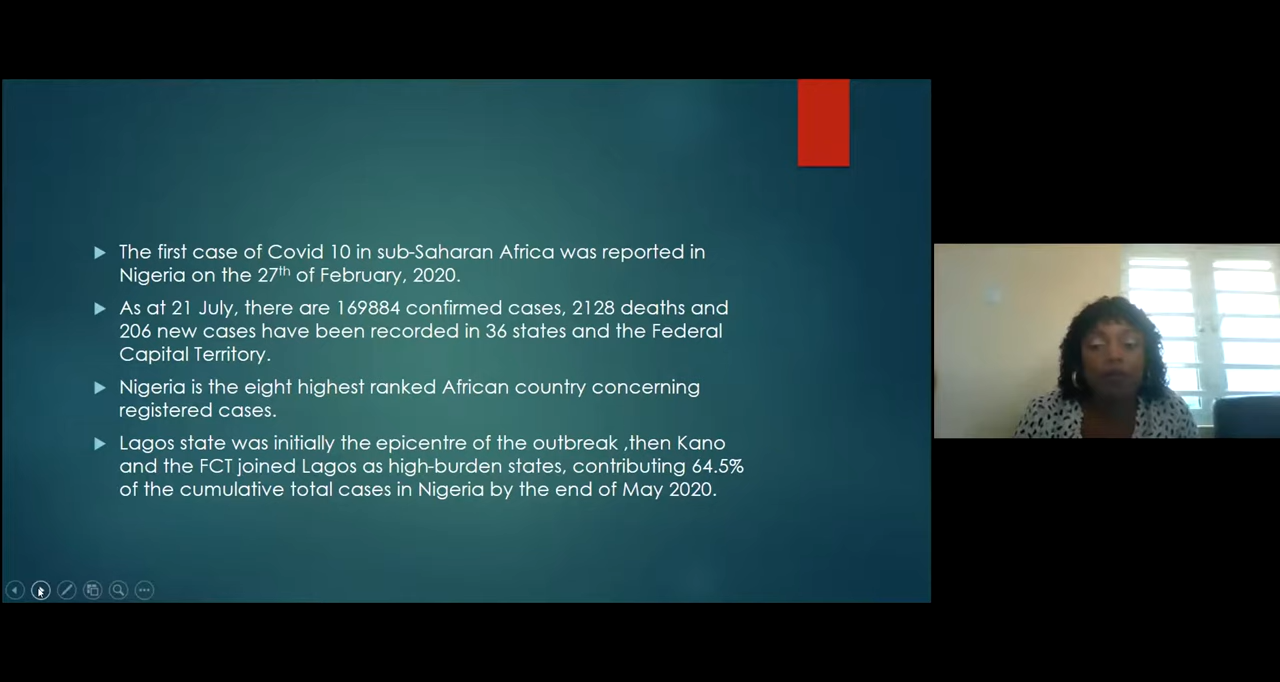 The first case of Covid 10 in sub-Saharan Africa was reported in
Nigeria on the 27th of February, 2020.
As at 21 July, there are 169884 confirmed cases, 2128 deaths and
206 new cases have been recorded in 36 states and the Federal
Capital Territory.
Nigeria is the eight highest ranked African country concerning
registered cases.
Lagos state was initially the epicentre of the outbreak ,then Kano
and the FCT joined Lagos as high-burden states, contributing 64.5%
of the cumulative total cases in Nigeria by the end of May 2020.